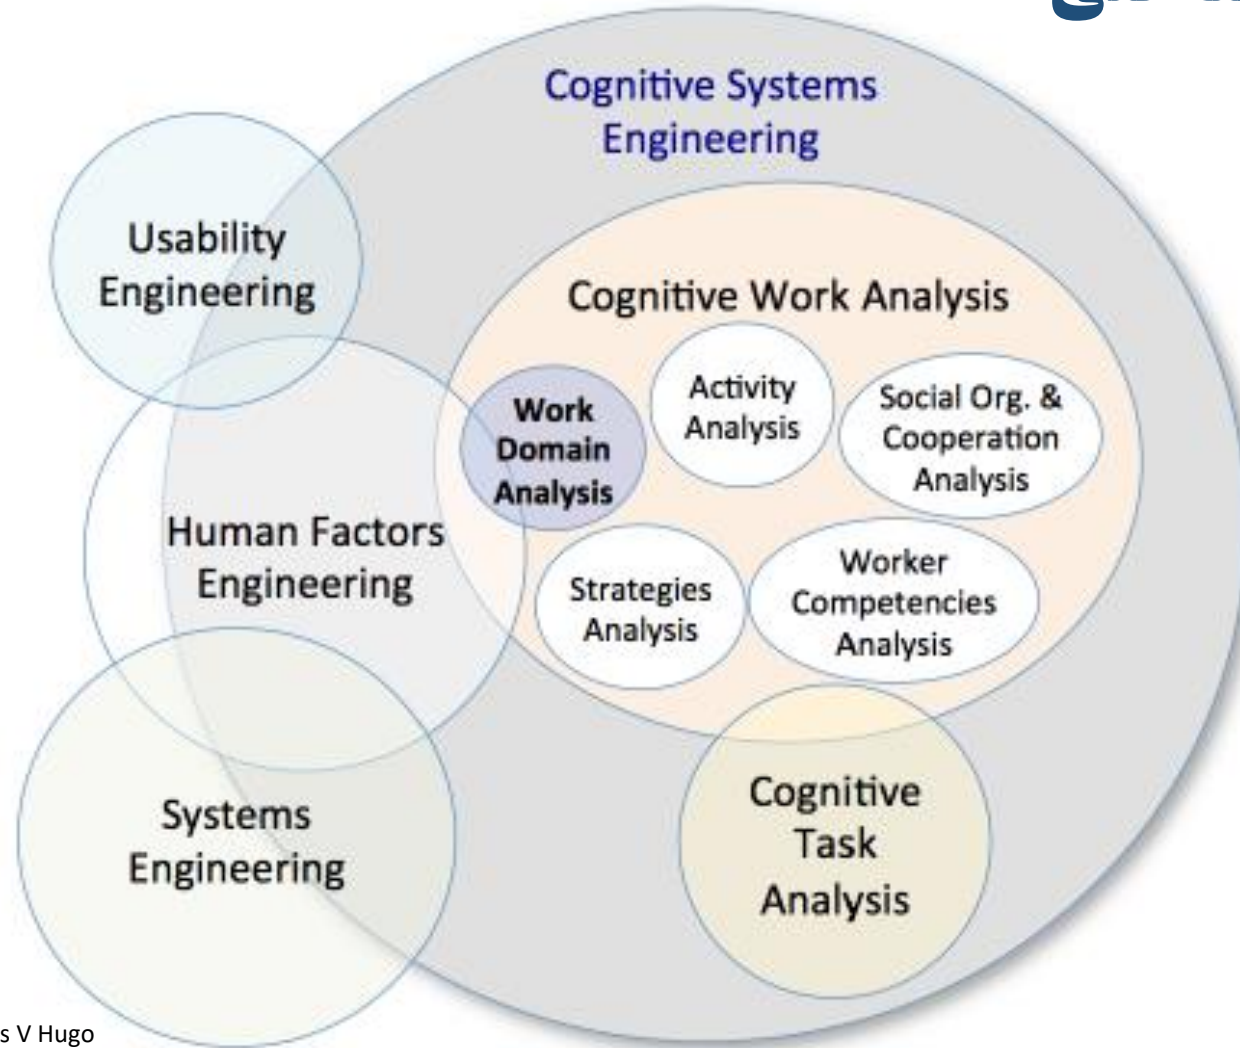 Cognitive Systems
Engineering
Usability
Engineering
Cognitive Work Analysis
Work
Domain
Analysis
Activity
Analysis
Social Org. &
Cooperation
Analysis
Human Factors
Engineering
Strategies
Analysis
Worker
Competencies
Analysis
Systems
Engineering
Cognitive
Task
Analysis
s V Hugo